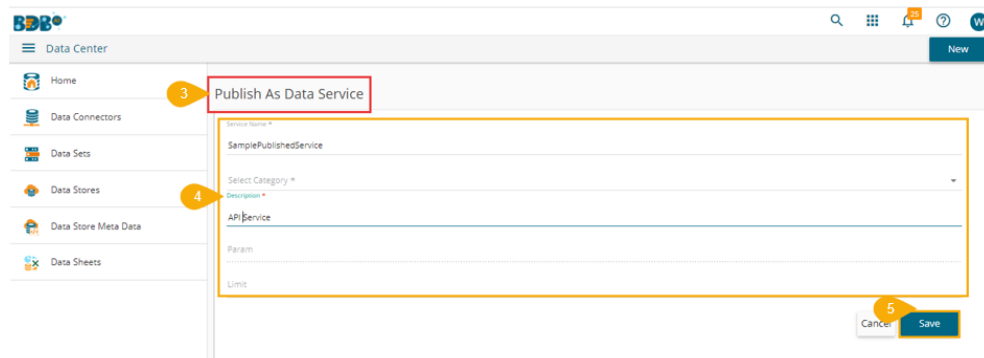 BDB
25
W
Data Center
New
Home
3
Publish As Data Service
Data Connectors
Service Name *
SamplePublishedService
Data Sets
Select Category *
Data Stores
4
Description *
API Service
Data Store Meta Data
Param
Data Sheets
Limit
5
Cancel
Save